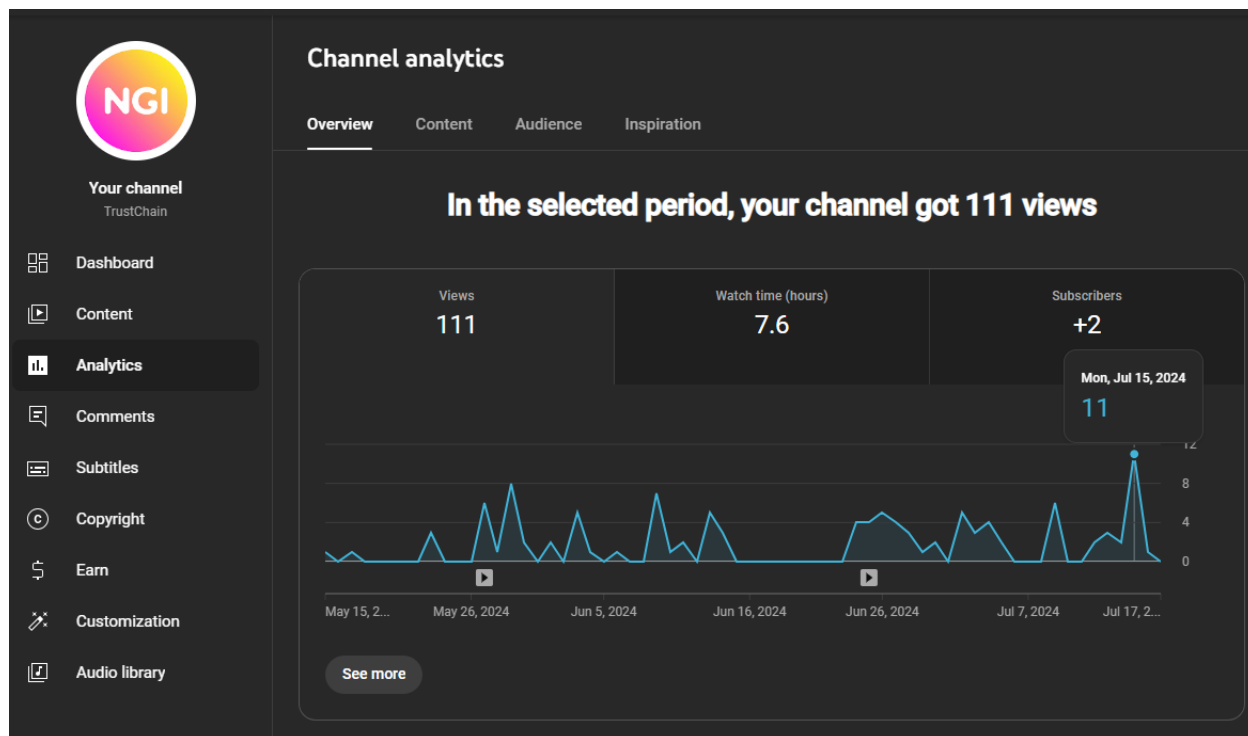 NGI
Your channel
TrustChain
Dashboard
Content
Analytics
Comments
Subtitles
Copyright
Earn
Customization
Audio library
Channel analytics
Overview Content Audience Inspiration
In the selected period, your channel got 111 views
Views
111
Watch time (hours)
7.6
Subscribers
+2
Mon, Jul 15, 2024
11
12
8
4
0
May 15, 2... May 26, 2024 Jun 5, 2024 Jun 16, 2024 Jun 26, 2024 Jul 7, 2024 Jul 17, 2...
See more